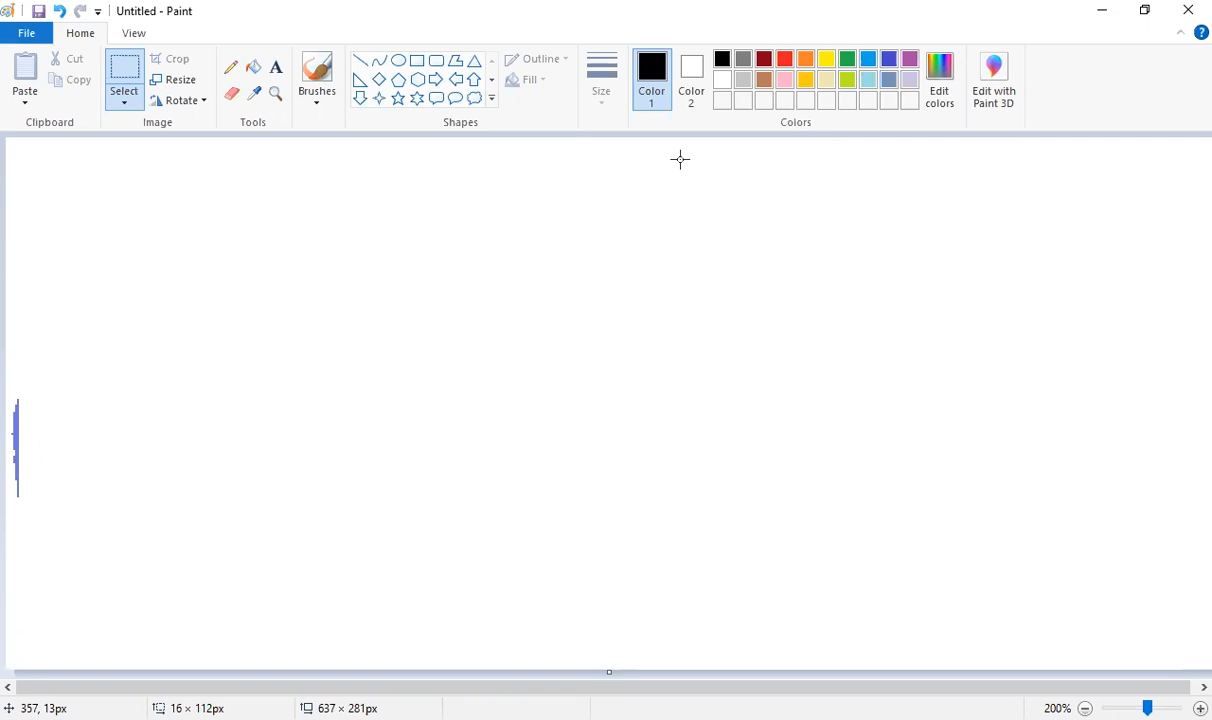 Untitled - Paint
File
Home
View
Paste
Cut
Copy
Clipboard
Select
Crop
Resize
Rotate
Image
A
Tools
Brushes
Shapes
Outline
Fill
Size
Color
1
Color
2
Edit
colors
Colors
Edit with
Paint 3D
?
357, 13px
16 × 112px
637 × 281px
200%